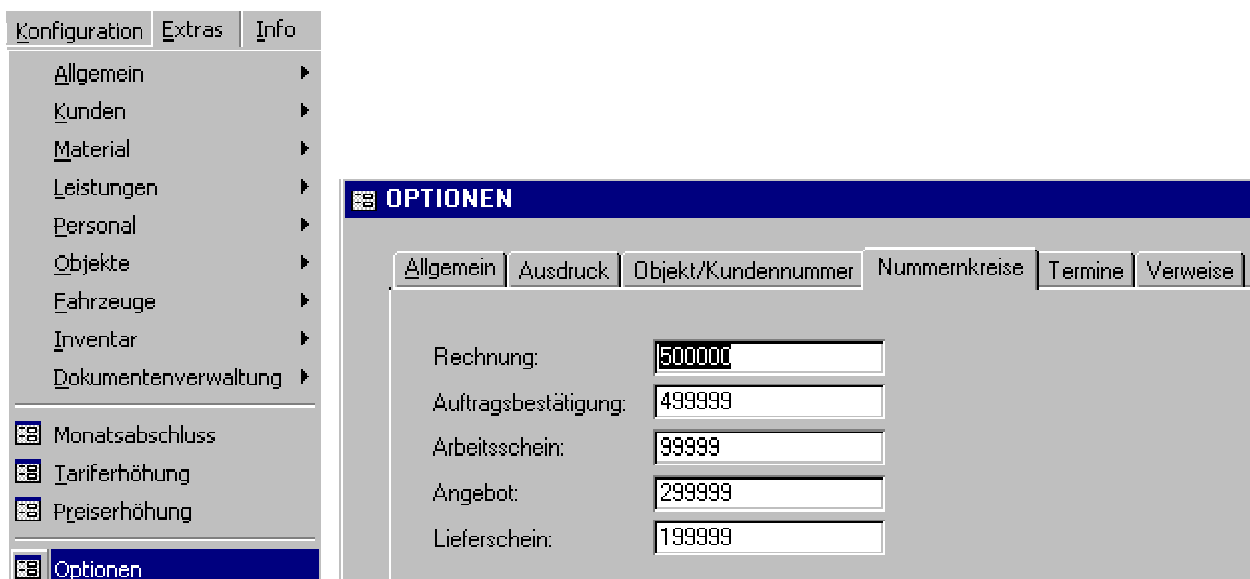 Konfiguration Extras Info
Allgemein
Kunden
Material
Leistungen
Personal
Objekte
Fahrzeuge
Inventar
Dokumentenverwaltung
Monatsabschluss
Tariferhöhung
Preiserhöhung
Optionen
OPTIONEN
Allgemein Ausdruck Objekt/Kundennummer Nummernkreise Termine Verweise
Rechnung: 500000
Auftragsbestätigung: 499999
Arbeitsschein: 99999
Angebot: 299999
Lieferschein: 199999